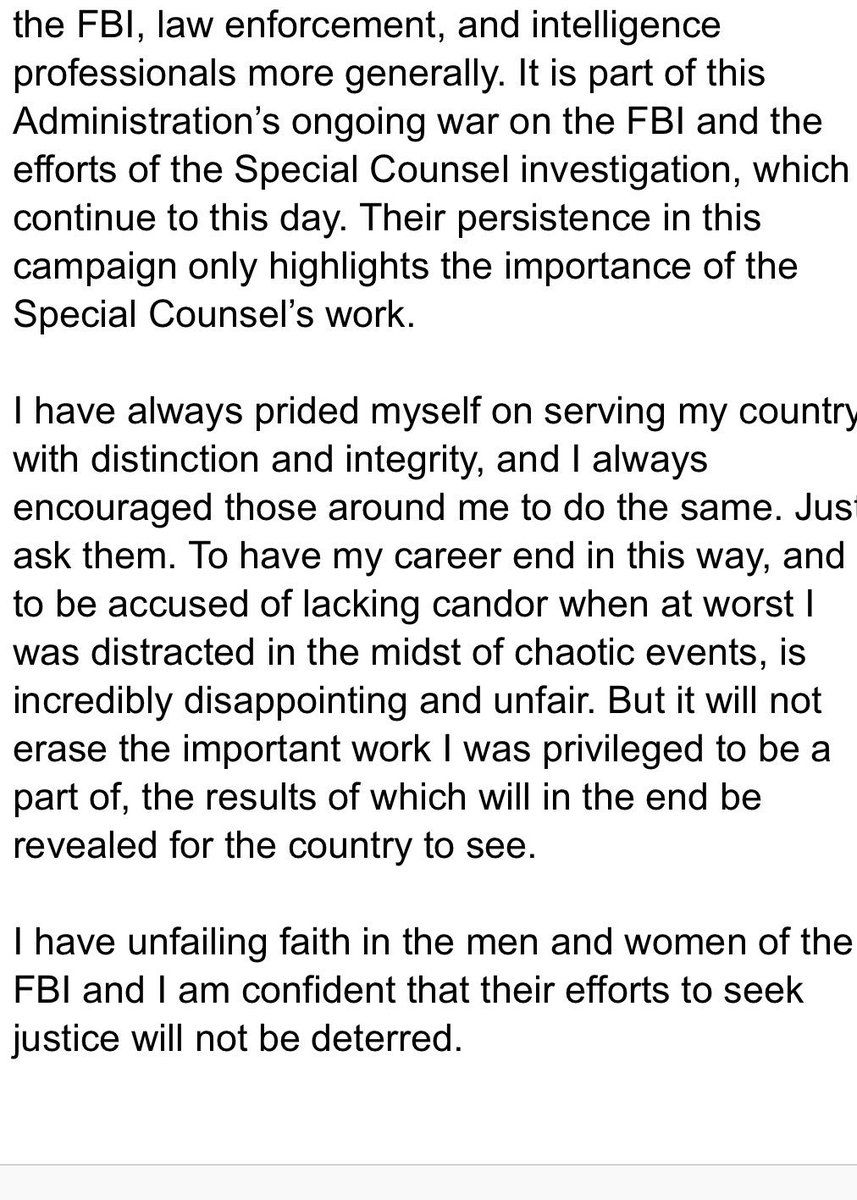 the FBI, law enforcement, and intelligence
professionals more generally. It is part of this
Administration’s ongoing war on the FBI and the
efforts of the Special Counsel investigation, which
continue to this day. Their persistence in this
campaign only highlights the importance of the
Special Counsel’s work.
I have always prided myself on serving my country
with distinction and integrity, and I always
encouraged those around me to do the same. Just
ask them. To have my career end in this way, and
to be accused of lacking candor when at worst I
was distracted in the midst of chaotic events, is
incredibly disappointing and unfair. But it will not
erase the important work I was privileged to be a
part of, the results of which will in the end be
revealed for the country to see.
I have unfailing faith in the men and women of the
FBI and I am confident that their efforts to seek
justice will not be deterred.